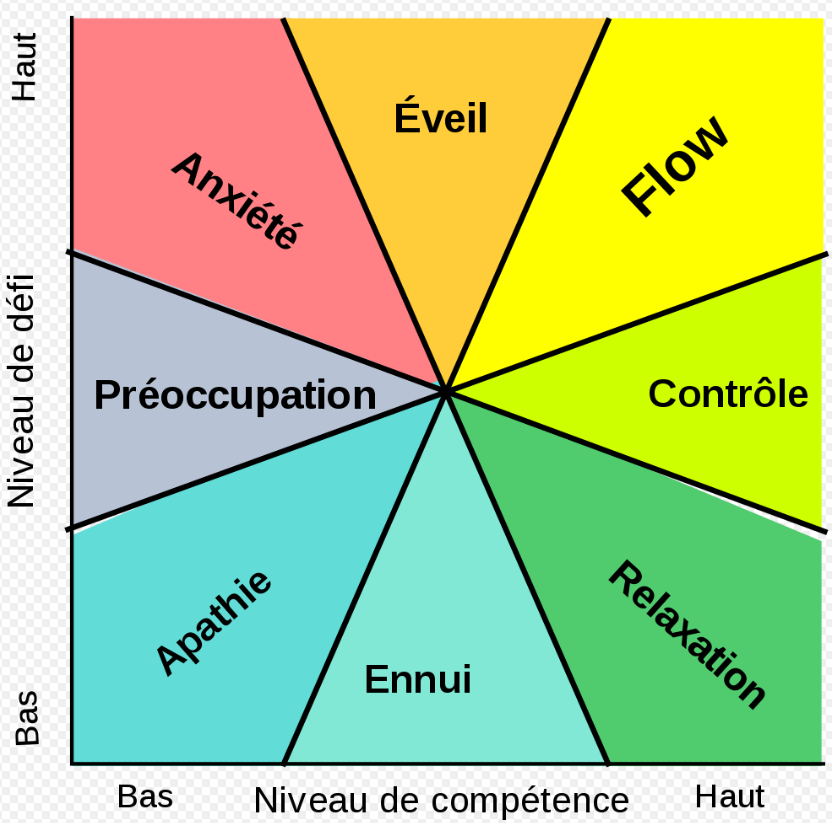 Haut
Éveil
Flow
Anxiété
Niveau de défi
Préoccupation
Contrôle
Apathie
Relaxation
Ennui
Bas
Bas
Niveau de compétence
Haut